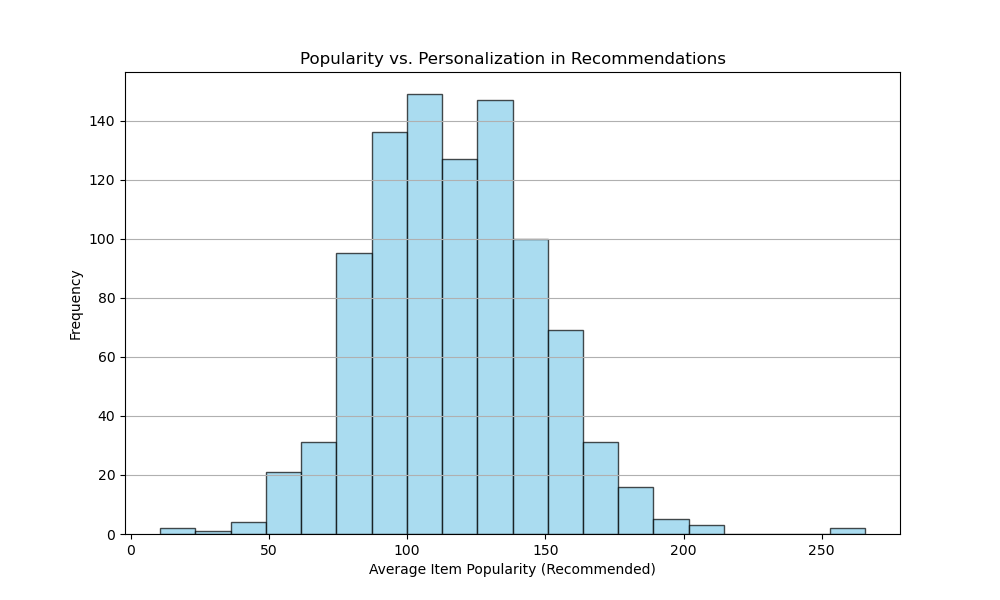 Popularity vs. Personalization in Recommendations
140
120
100
80
60
40
20
0
Frequency
0 50 100 150 200 250
Average Item Popularity (Recommended)